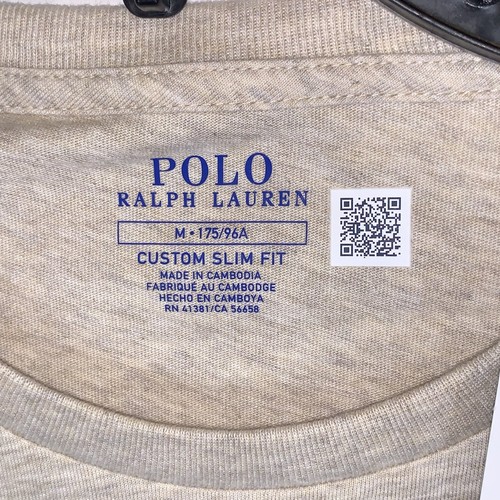 POLO
RALPH LAUREN
M • 175/96A
CUSTOM SLIM FIT
MADE IN CAMBODIA
FABRIQUÉ AU CAMBODGE
HECHO EN CAMBOYA
RN 41381/CA 56658